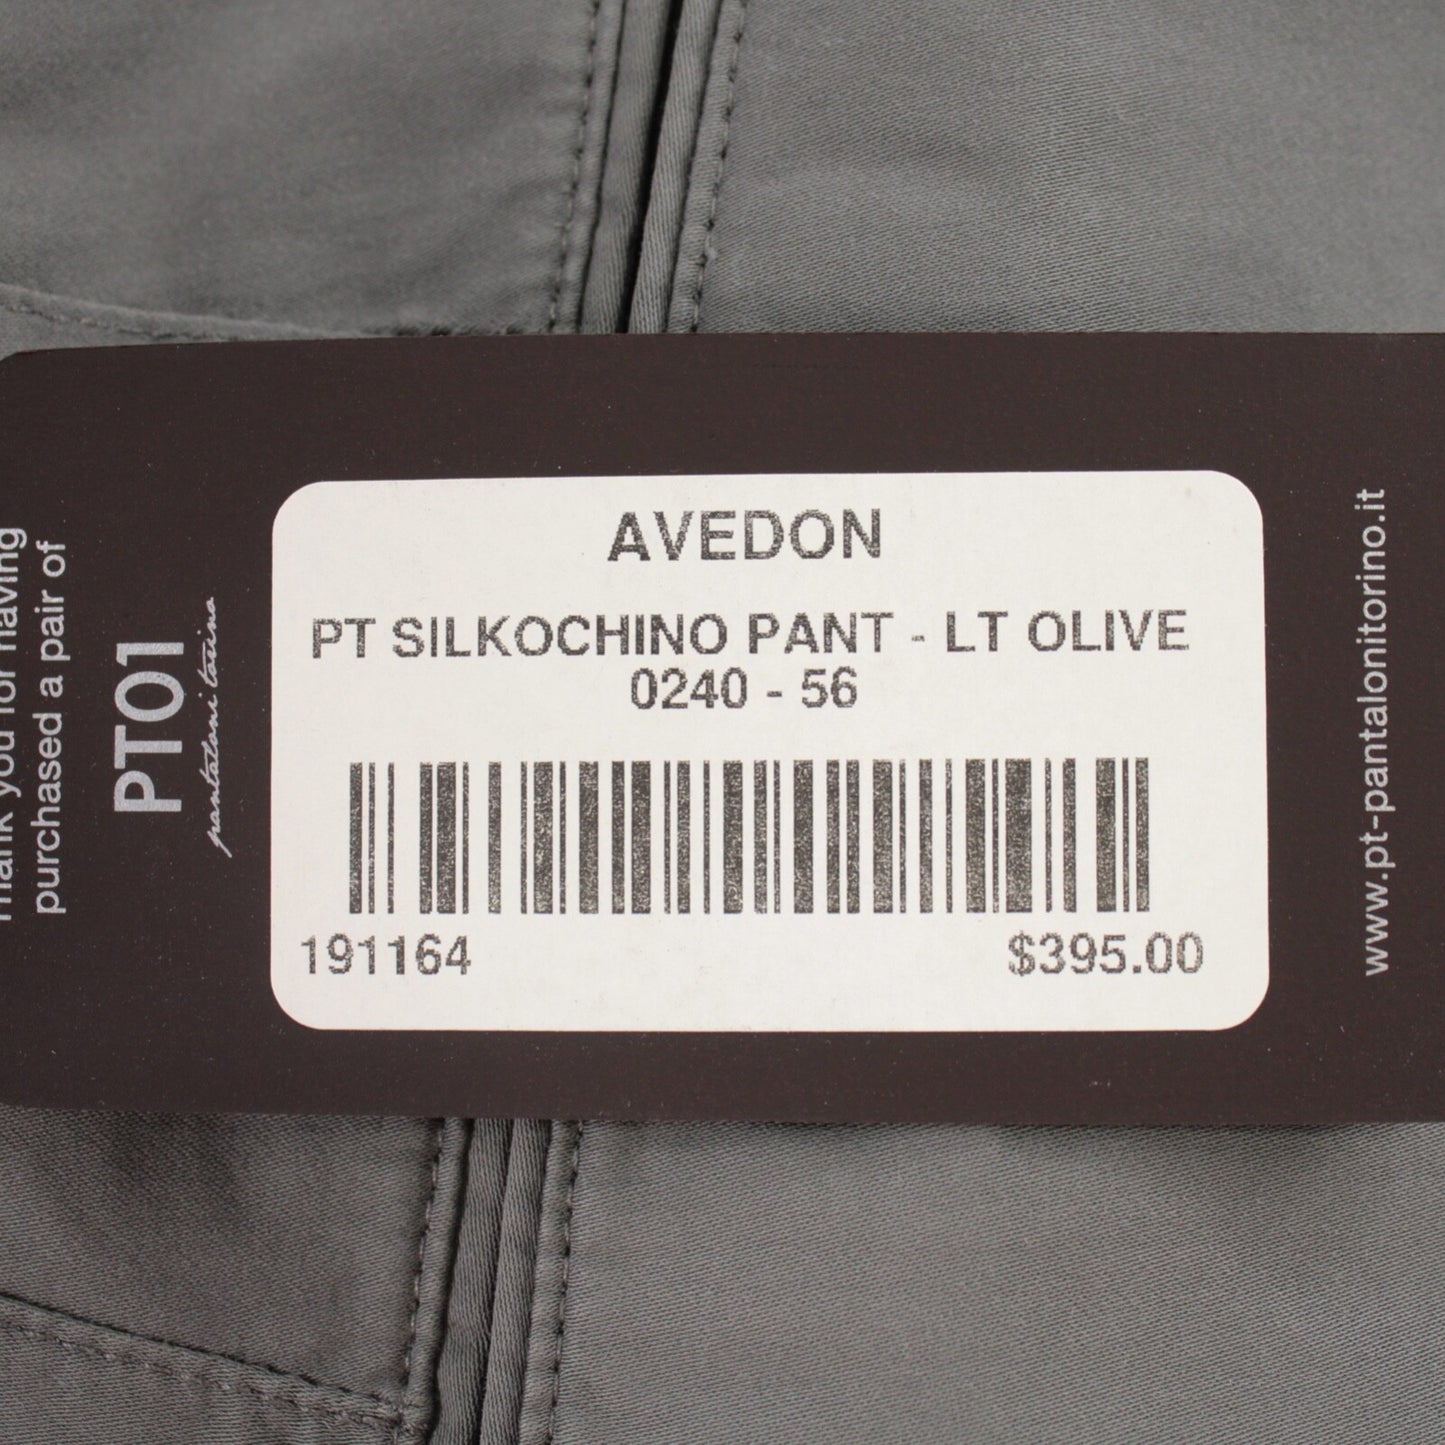 AVEDON
PT SILKOCHINO PANT - LT OLIVE
0240 - 56
191164
$395.00
you for having
purchased a pair of
PT01
pantaloni torino
www.pt-pantalonitorino.it